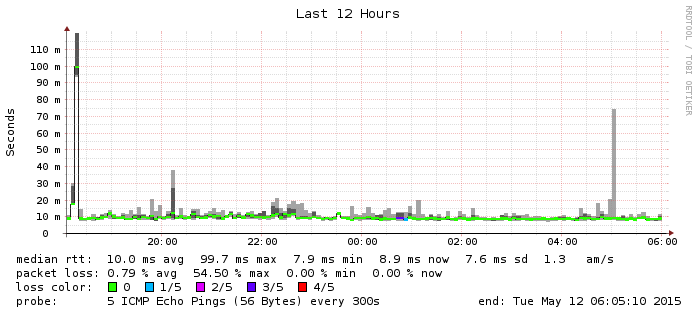 Last 12 Hours
RRDTOOL / TOBI OETIKER
Seconds
110 m
100 m
90 m
80 m
70 m
60 m
50 m
40 m
30 m
20 m
10 m
0
20:00 22:00 00:00 02:00 04:00 06:00
median rtt: 10.0 ms avg 99.7 ms max 7.9 ms min 8.9 ms now 7.6 ms sd 1.3 am/s
packet loss: 0.79 % avg 54.50 % max 0.00 % min 0.00 % now
loss color: 0 1/5 2/5 3/5 4/5
probe: 5 ICMP Echo Pings (56 Bytes) every 300s end: Tue May 12 06:05:10 2015